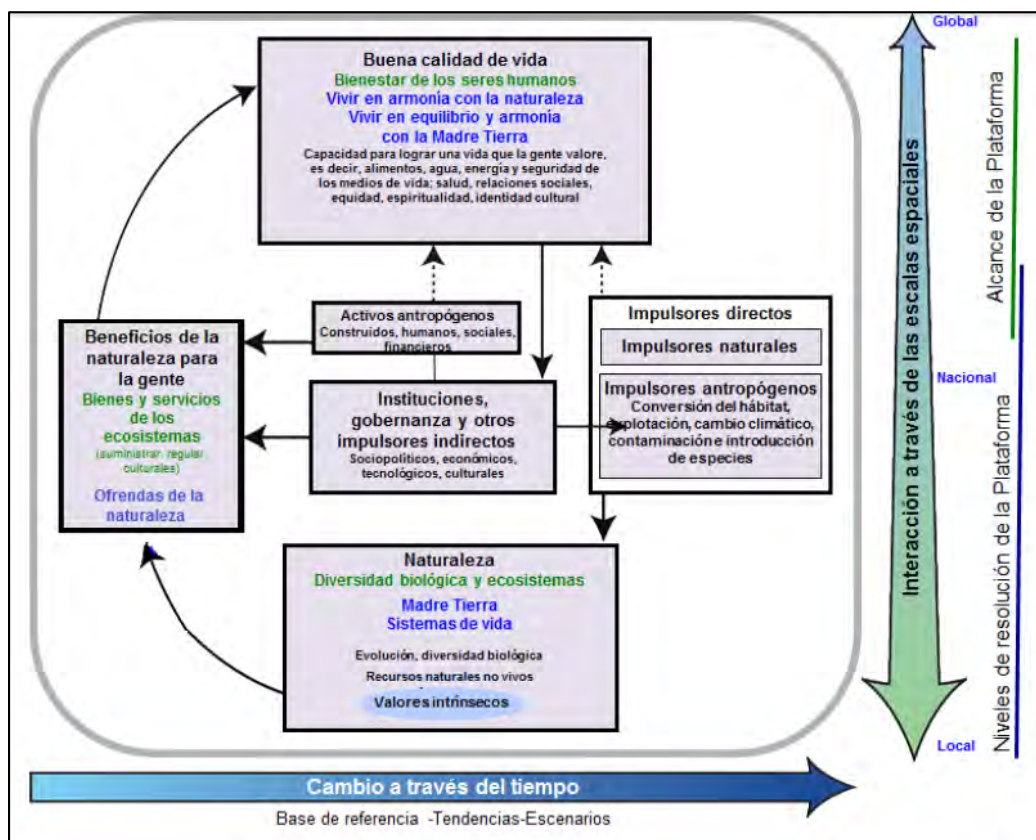 Buena calidad de vida
Bienestar de los seres humanos
Vivir en armonía con la naturaleza
Vivir en equilibrio y armonía
con la Madre Tierra
Capacidad para lograr una vida que la gente valore,
es decir, alimentos, agua, energía y seguridad de
los medios de vida; salud, relaciones sociales,
equidad, espiritualidad, identidad cultural
Activos antropógenos
Construidos, humanos, sociales,
financieros
Beneficios de la
naturaleza para
la gente
Bienes y servicios
de los
ecosistemas
(suministrar, regular
culturales)
Ofrendas de la
naturaleza
Instituciones,
gobernanza y otros
impulsores indirectos
Sociopolíticos, económicos,
tecnológicos, culturales
Impulsores directos
Impulsores naturales
Impulsores antropógenos
Conversión del hábitat,
explotación, cambio climático,
contaminación e introducción
de especies
Naturaleza
Diversidad biológica y ecosistemas
Madre Tierra
Sistemas de vida
Evolución, diversidad biológica
Recursos naturales no vivos
Valores intrínsecos
Global
Nacional
Local
Interacción a través de las escalas espaciales
Alcance de la Plataforma
Niveles de resolución de la Plataforma
Cambio a través del tiempo
Base de referencia -Tendencias-Escenarios